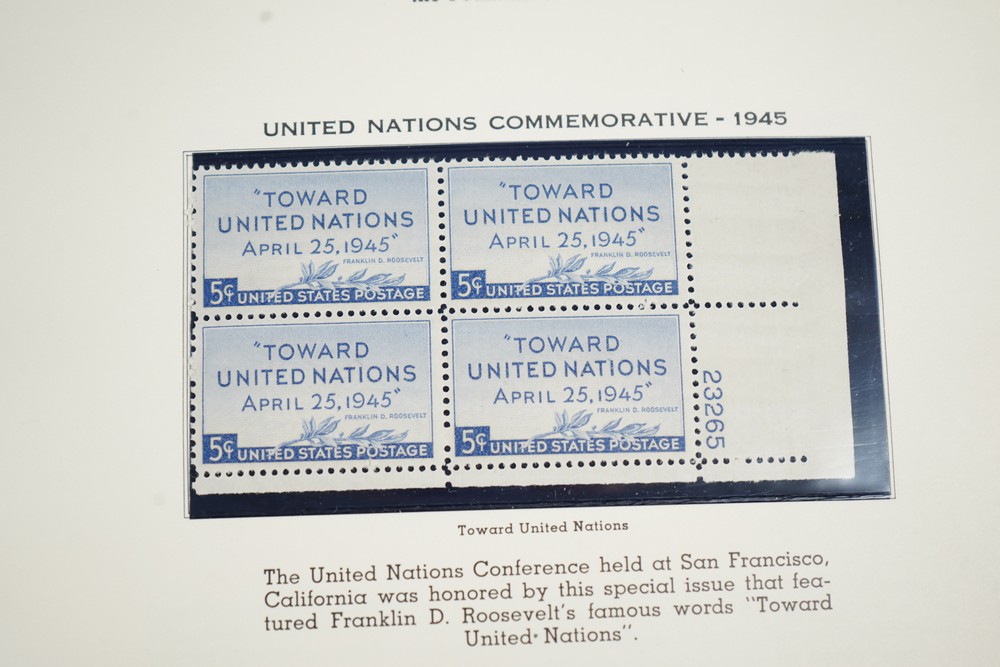 UNITED NATIONS COMMEMORATIVE - 1945
"TOWARD
UNITED NATIONS
APRIL 25, 1945"
FRANKLIN D. ROOSEVELT
5¢ UNITED STATES POSTAGE
"TOWARD
UNITED NATIONS
APRIL 25, 1945"
FRANKLIN D. ROOSEVELT
5¢ UNITED STATES POSTAGE
"TOWARD
UNITED NATIONS
APRIL 25, 1945"
FRANKLIN D. ROOSEVELT
5¢ UNITED STATES POSTAGE
"TOWARD
UNITED NATIONS
APRIL 25, 1945"
FRANKLIN D. ROOSEVELT
5¢ UNITED STATES POSTAGE
23265
Toward United Nations
The United Nations Conference held at San Francisco,
California was honored by this special issue that fea-
tured Franklin D. Roosevelt's famous words "Toward
United Nations".